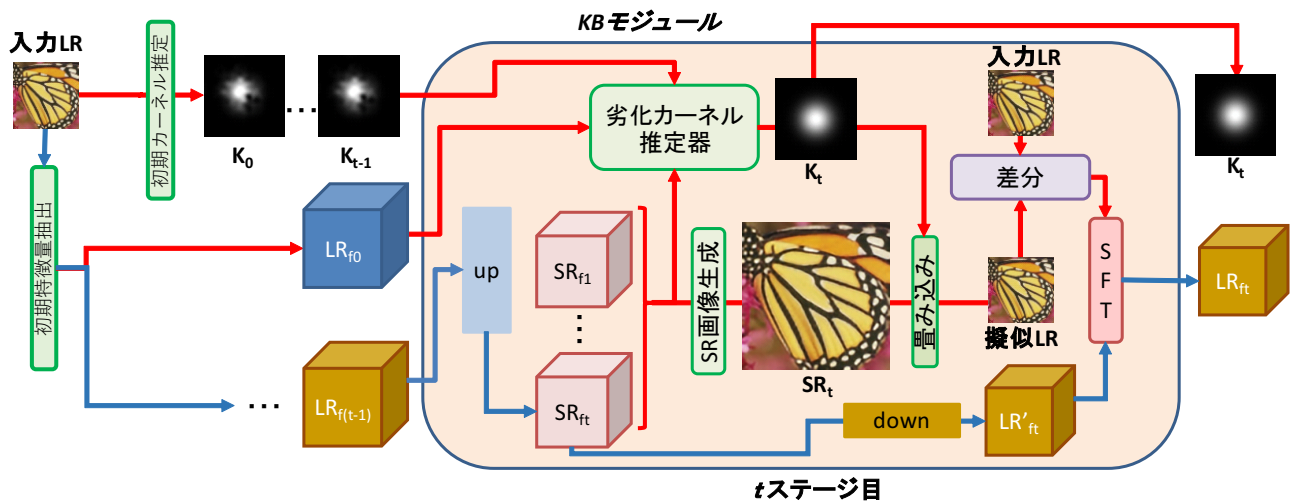 KBモジュール
入力LR
初期カーネル推定
K0
...
Kt-1
劣化カーネル
推定器
Kt
入力LR
差分
Kt
初期特徴量抽出
LRf0
up
SRf1
⋮
SRft
SR画像生成
SRt
畳み込み
擬似LR
SFT
LRft
...
LRf(t-1)
down
LR’ft
tステージ目